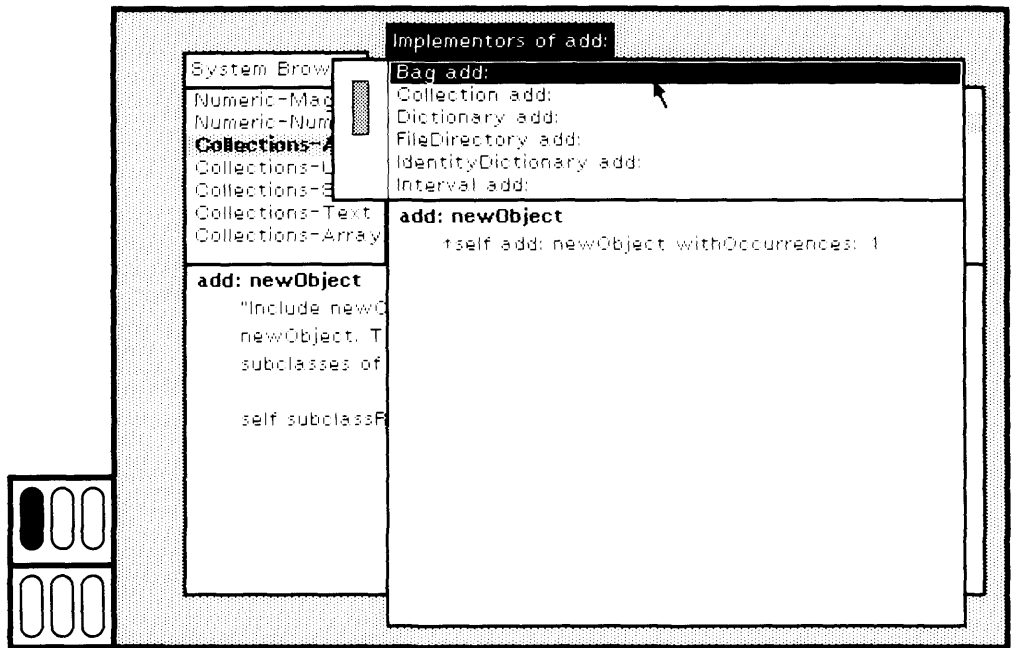 Implementors of add:
System Brow
Bag add:
Collection add:
Dictionary add:
FileDirectory add:
IdentityDictionary add:
Interval add:
add: newObject
↑self add: newObject withOccurrences: 1
Numeric-Mag
Numeric-Num
Collections-A
Collections-U
Collections-S
Collections-Text
Collections-Array
add: newObject
"Include newO
newObject. T
subclasses of
self subclassR